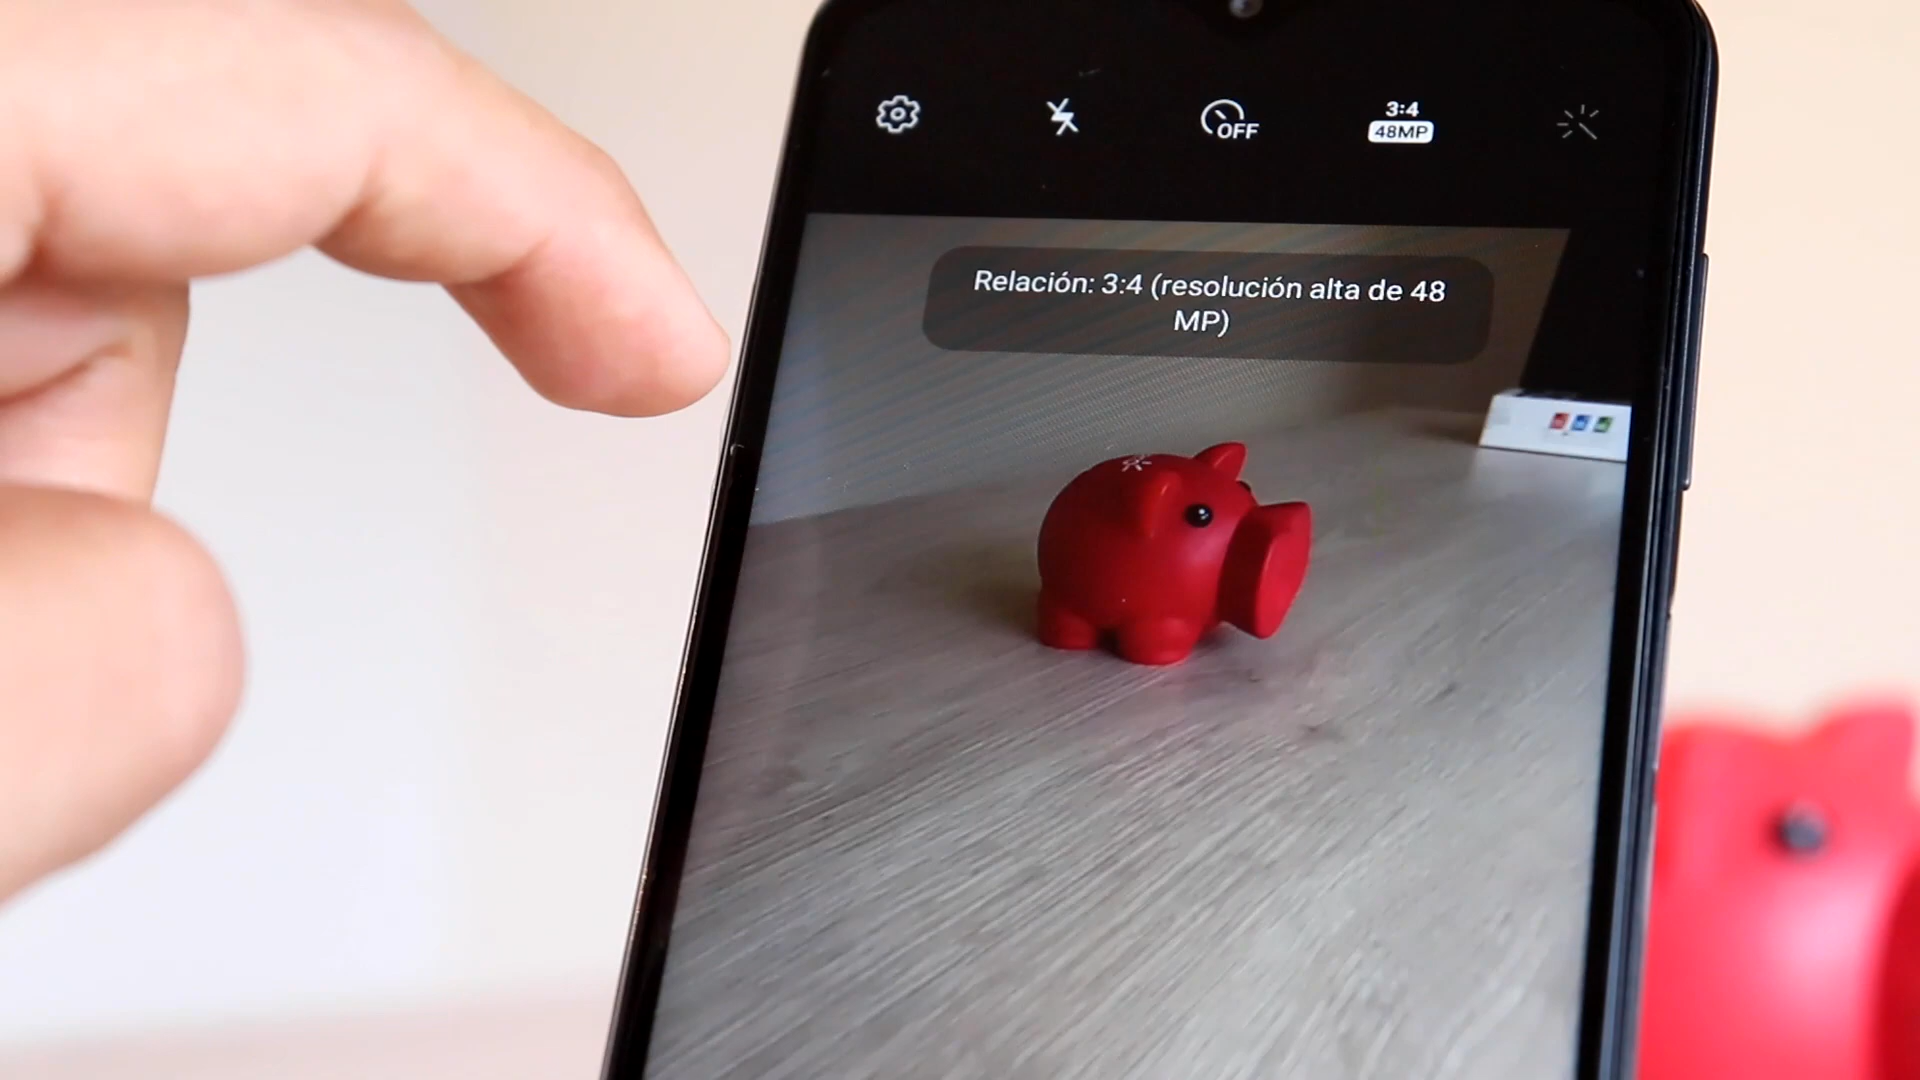 OFF
3:4
48MP
Relación: 3:4 (resolución alta de 48
MP)